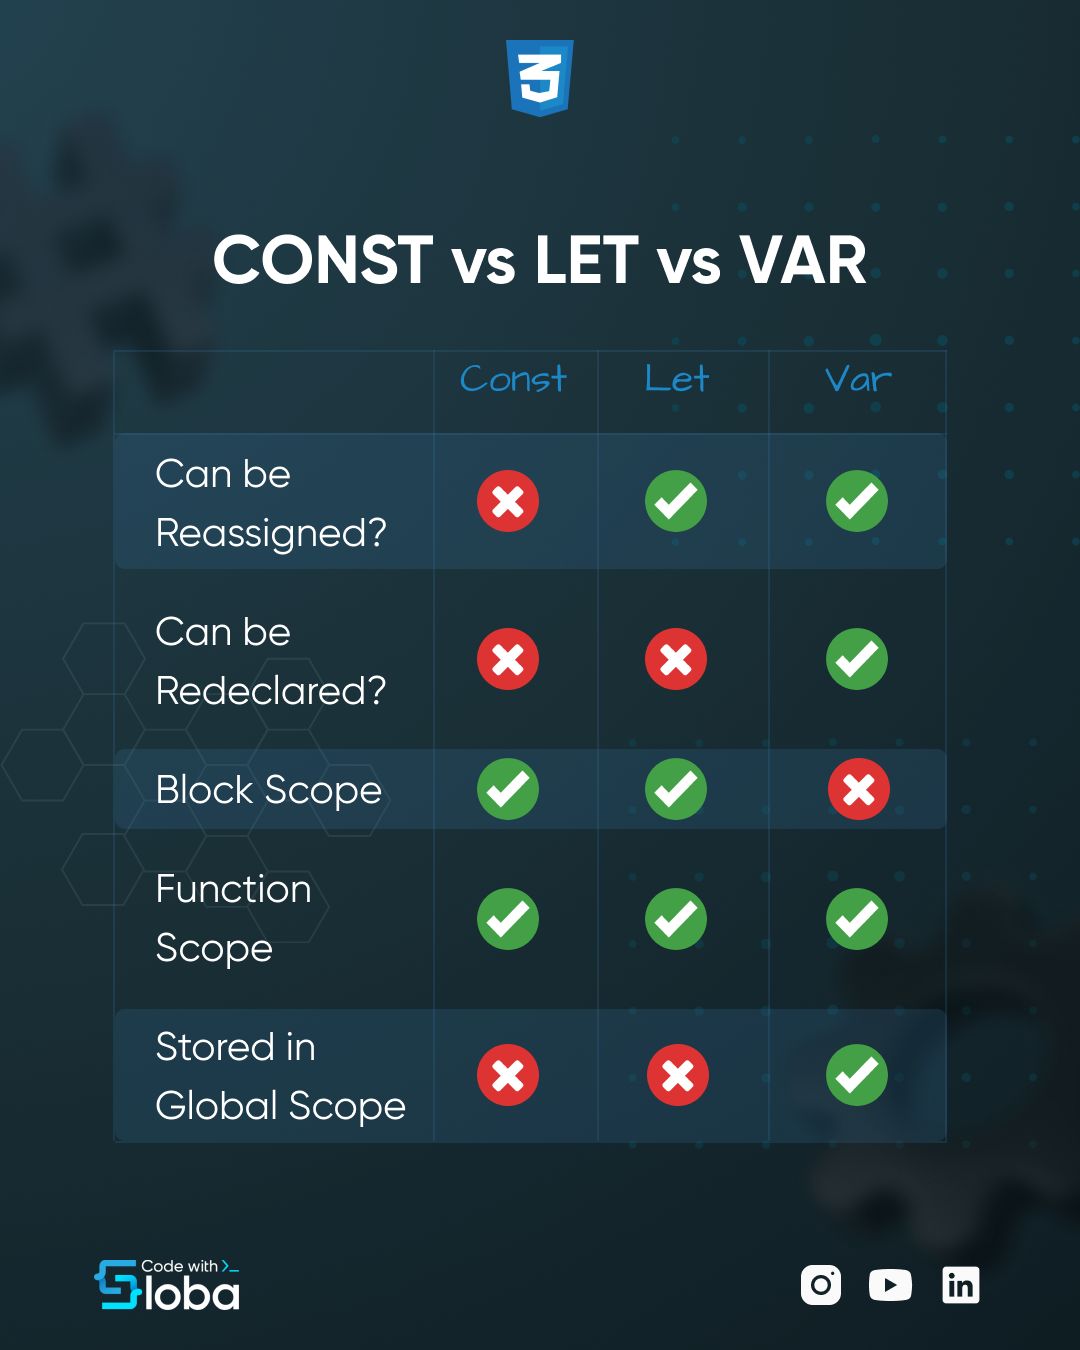 3
CONST vs LET vs VAR
Const Let Var
Can be
Reassigned?
Can be
Redeclared?
Block Scope
Function
Scope
Stored in
Global Scope
Code with >_
Sloba
in